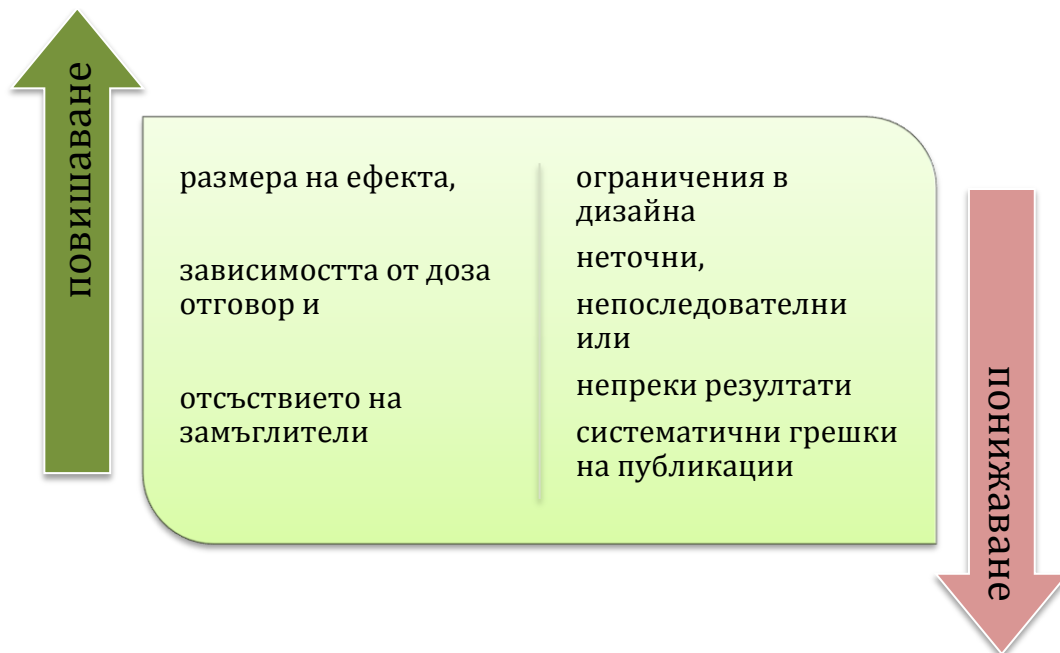 повишаване
размера на ефекта,
зависимостта от доза
отговор и
отсъствието на
замъглители
ограничения в
дизайна
неточни,
непоследователни
или
непреки резултати
систематични грешки
на публикации
понижаване